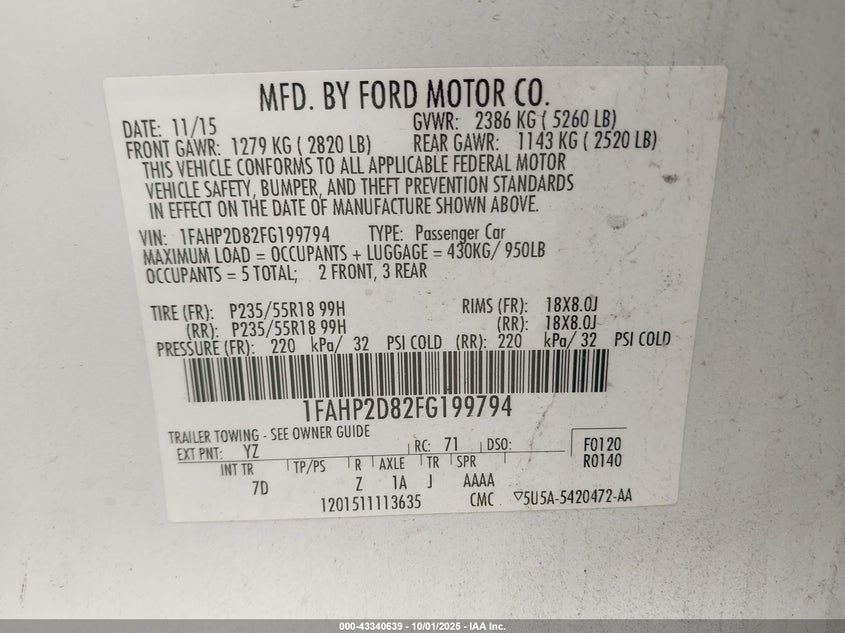 MFD. BY FORD MOTOR CO.
DATE: 11/15 GVWR: 2386 KG ( 5260 LB)
FRONT GAWR: 1279 KG ( 2820 LB) REAR GAWR: 1143 KG ( 2520 LB)
THIS VEHICLE CONFORMS TO ALL APPLICABLE FEDERAL MOTOR
VEHICLE SAFETY, BUMPER, AND THEFT PREVENTION STANDARDS
IN EFFECT ON THE DATE OF MANUFACTURE SHOWN ABOVE.
VIN: 1FAHP2D82FG199794 TYPE: Passenger Car
MAXIMUM LOAD = OCCUPANTS + LUGGAGE = 430KG/ 950LB
OCCUPANTS = 5 TOTAL; 2 FRONT, 3 REAR
TIRE (FR): P235/55R18 99H RIMS (FR): 18X8.0J
(RR): P235/55R18 99H (RR): 18X8.0J
PRESSURE (FR): 220 kPa/ 32 PSI COLD (RR): 220 kPa/ 32 PSI COLD
1FAHP2D82FG199794
TRAILER TOWING - SEE OWNER GUIDE
EXT PNT: YZ RC: 71 DSO: F0120
INT TR TP/PS R AXLE TR SPR R0140
7D Z 1A J AAAA
1201511113635 CMC ▽5U5A-5420472-AA
000-43340639 - 10/01/2025 - IAA Inc.